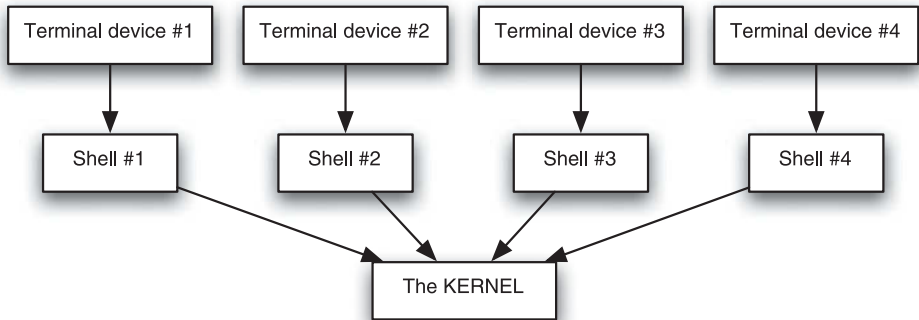 Terminal device #1
Terminal device #2
Terminal device #3
Terminal device #4
Shell #1
Shell #2
Shell #3
Shell #4
The KERNEL